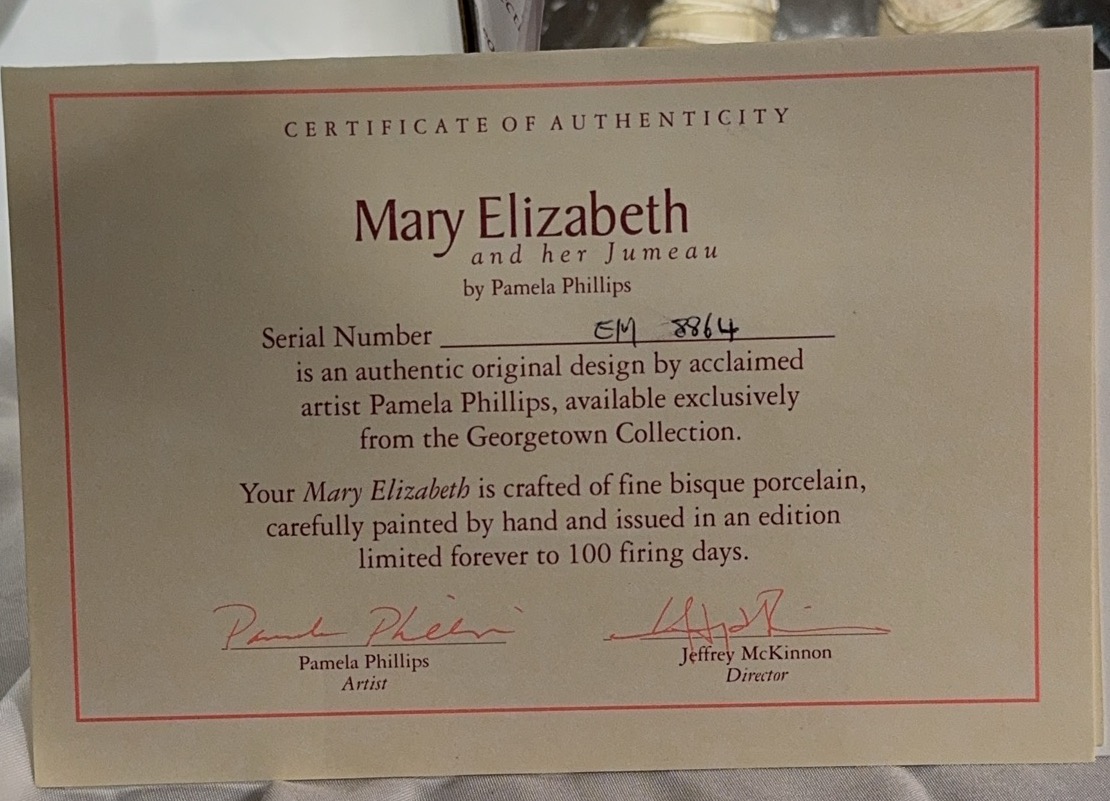 CERTIFICATE OF AUTHENTICITY
Mary Elizabeth
and her Jumeau
by Pamela Phillips
Serial Number EM 8864
is an authentic original design by acclaimed
artist Pamela Phillips, available exclusively
from the Georgetown Collection.
Your Mary Elizabeth is crafted of fine bisque porcelain,
carefully painted by hand and issued in an edition
limited forever to 100 firing days.
Pamela Phillips
Pamela Phillips
Artist
Jeffrey McKinnon
Director